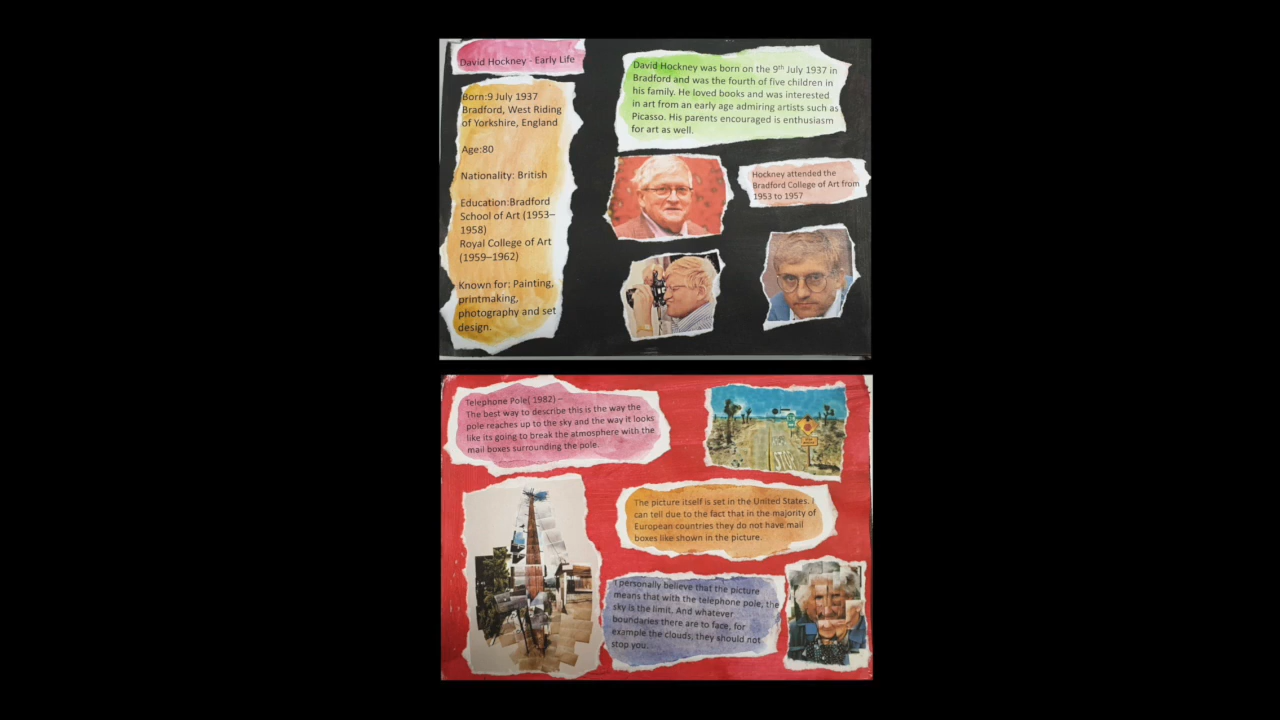 David Hockney - Early Life
Born:9 July 1937
Bradford, West Riding
of Yorkshire, England
Age:80
Nationality: British
Education:Bradford
School of Art (1953–
1958)
Royal College of Art
(1959–1962)
Known for: Painting,
printmaking,
photography and set
design.
David Hockney was born on the 9th July 1937 in
Bradford and was the fourth of five children in
his family. He loved books and was interested
in art from an early age admiring artists such as
Picasso. His parents encouraged is enthusiasm
for art as well.
Hockney attended the
Bradford College of Art from
1953 to 1957
Telephone Pole( 1982) –
The best way to describe this is the way the
pole reaches up to the sky and the way it looks
like its going to break the atmosphere with the
mail boxes surrounding the pole.
STOP
The picture itself is set in the United States. I
can tell due to the fact that in the majority of
European countries they do not have mail
boxes like shown in the picture.
I personally believe that the picture
means that with the telephone pole, the
sky is the limit. And whatever
boundaries there are to face, for
example the clouds, they should not
stop you.